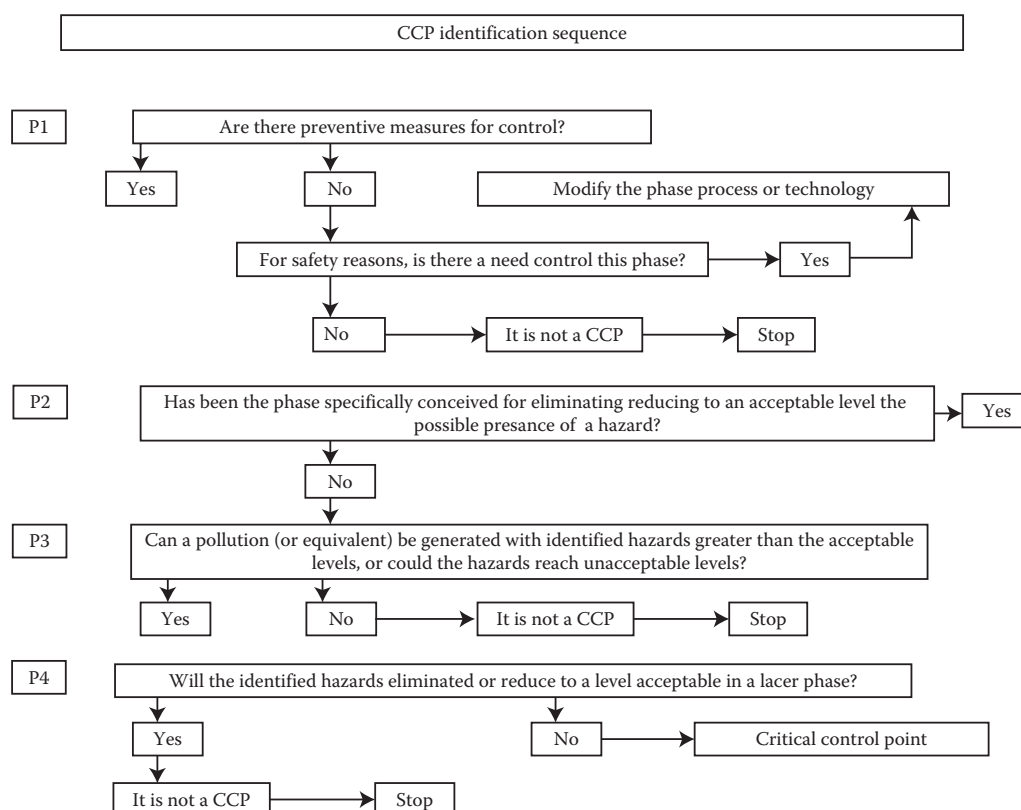 CCP identification sequence
P1
Are there preventive measures for control?
Yes
No
Modify the phase process or technology
For safety reasons, is there a need control this phase?
Yes
No
It is not a CCP
Stop
P2
Has been the phase specifically conceived for eliminating reducing to an acceptable level the
possible presance of a hazard?
Yes
No
P3
Can a pollution (or equivalent) be generated with identified hazards greater than the acceptable
levels, or could the hazards reach unacceptable levels?
Yes
No
It is not a CCP
Stop
P4
Will the identified hazards eliminated or reduce to a level acceptable in a lacer phase?
Yes
No
Critical control point
It is not a CCP
Stop